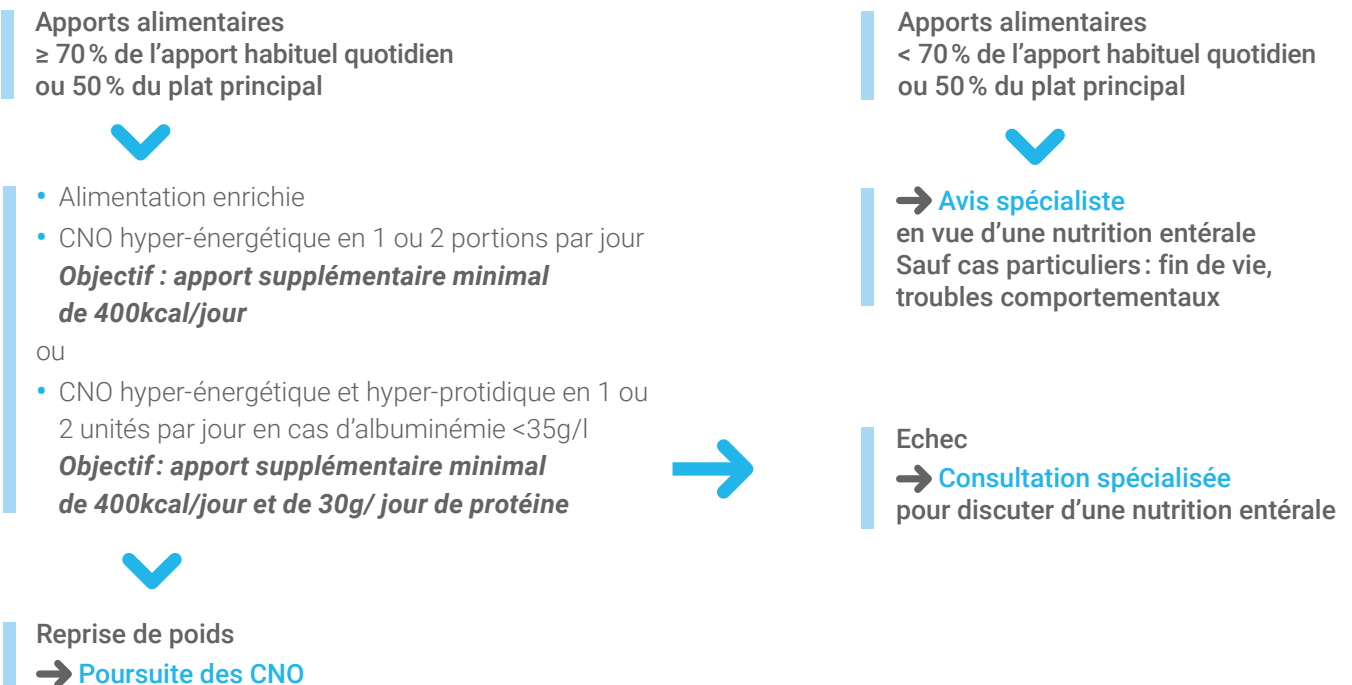 Apports alimentaires
≥ 70 % de l’apport habituel quotidien
ou 50 % du plat principal
• Alimentation enrichie
• CNO hyper-énergétique en 1 ou 2 portions par jour
Objectif : apport supplémentaire minimal
de 400kcal/jour
ou
• CNO hyper-énergétique et hyper-protidique en 1 ou
2 unités par jour en cas d’albuminémie <35g/l
Objectif : apport supplémentaire minimal
de 400kcal/jour et de 30g/ jour de protéine
Reprise de poids
➔ Poursuite des CNO
Apports alimentaires
< 70 % de l’apport habituel quotidien
ou 50 % du plat principal
➔ Avis spécialiste
en vue d’une nutrition entérale
Sauf cas particuliers : fin de vie,
troubles comportementaux
Echec
➔ Consultation spécialisée
pour discuter d’une nutrition entérale